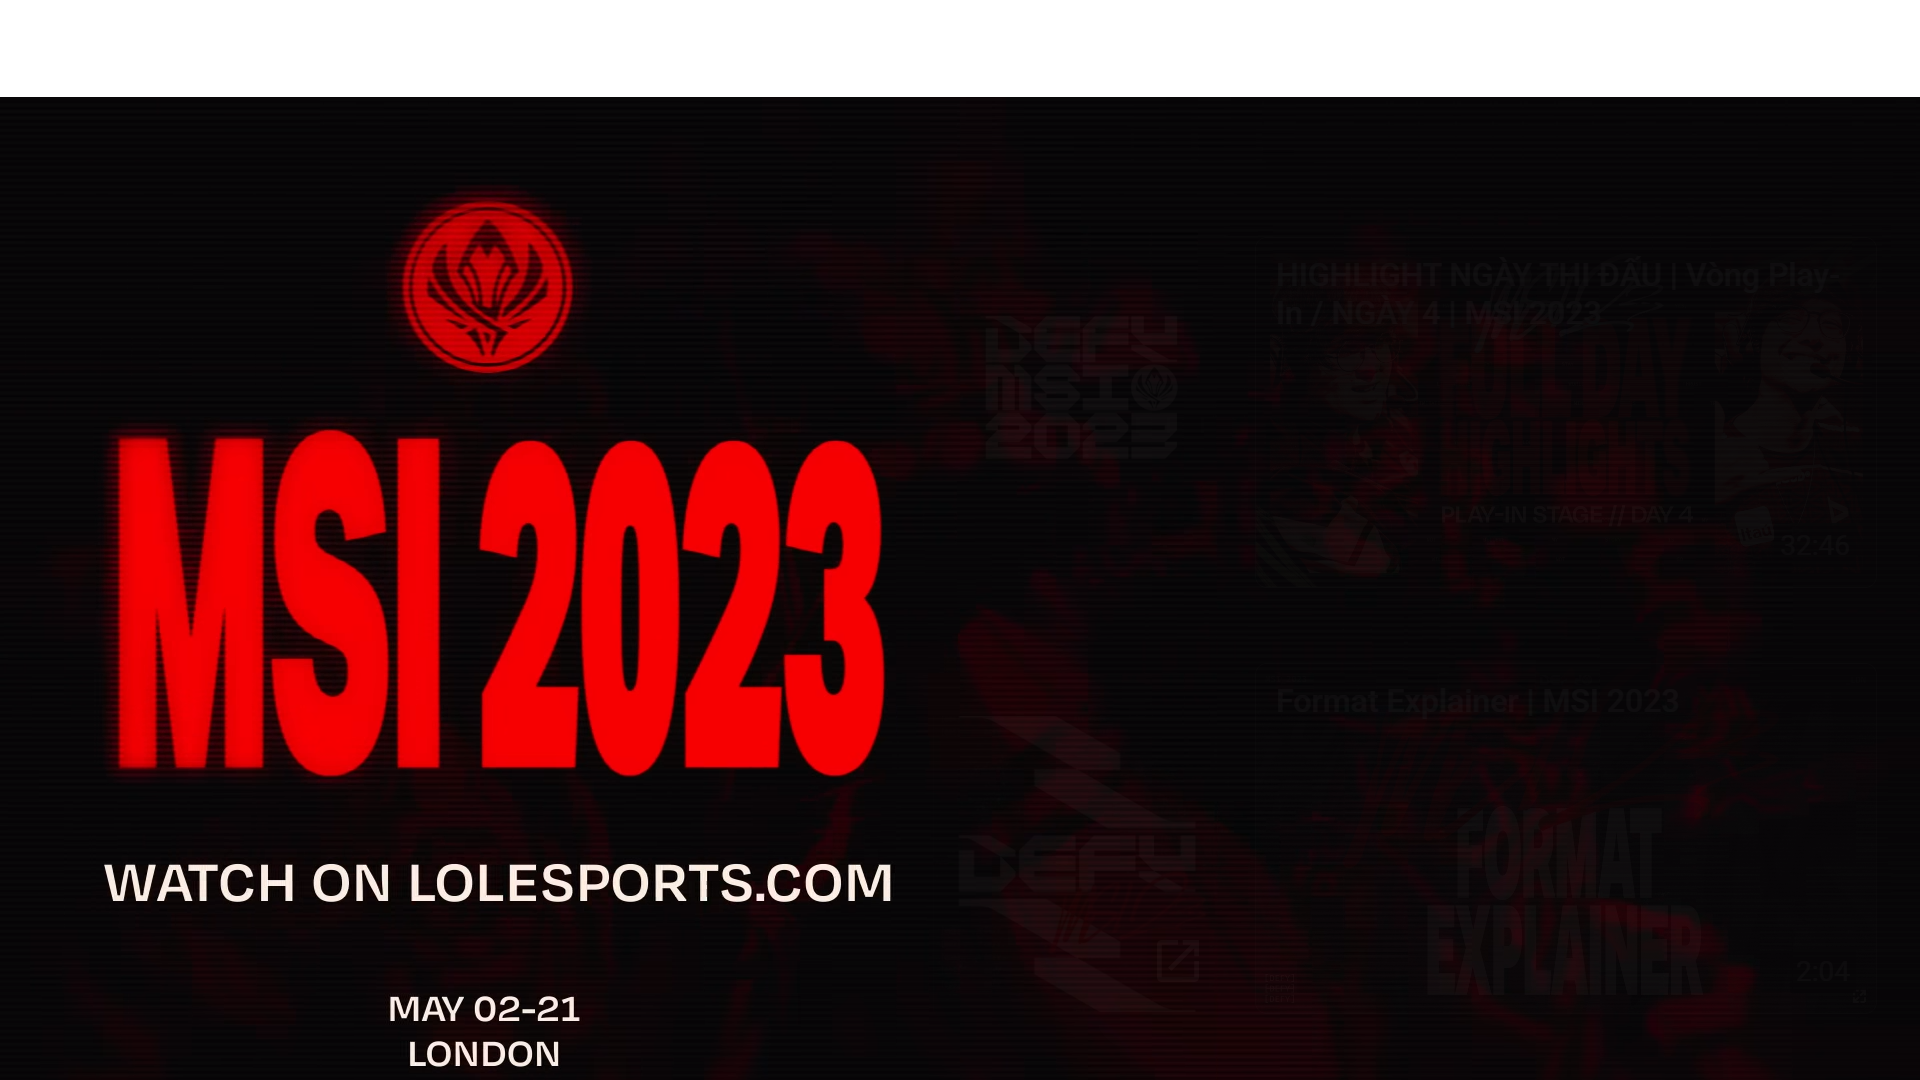 MSI 2023
WATCH ON LOLESPORTS.COM
MAY 02-21
LONDON
DEFY
MSI
2023
HIGHLIGHT NGÀY THI ĐẤU | Vòng Play-
In / NGÀY 4 | MSI 2023
FULL DAY
HIGHLIGHTS
PLAY-IN STAGE // DAY 4
32:46
DEFY
Format Explainer | MSI 2023
FORMAT
EXPLAINER
2:04